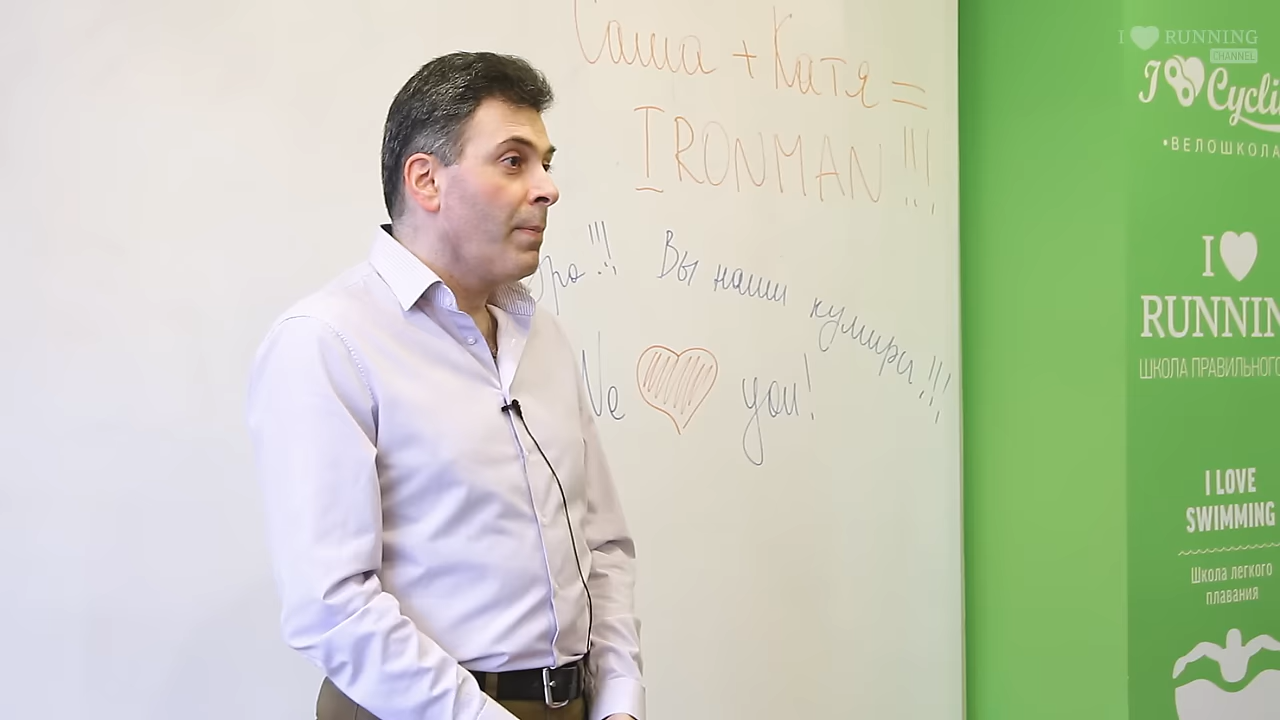 Саша + Катя =
IRONMAN !!!
!!! Вы наши кумиры !!!
We you!
I RUNNING
CHANNEL
I Cycli
•ВЕЛОШКОЛА
I
RUNNIN
ШКОЛА ПРАВИЛЬНОГО
I LOVE
SWIMMING
Школа легкого
плавания